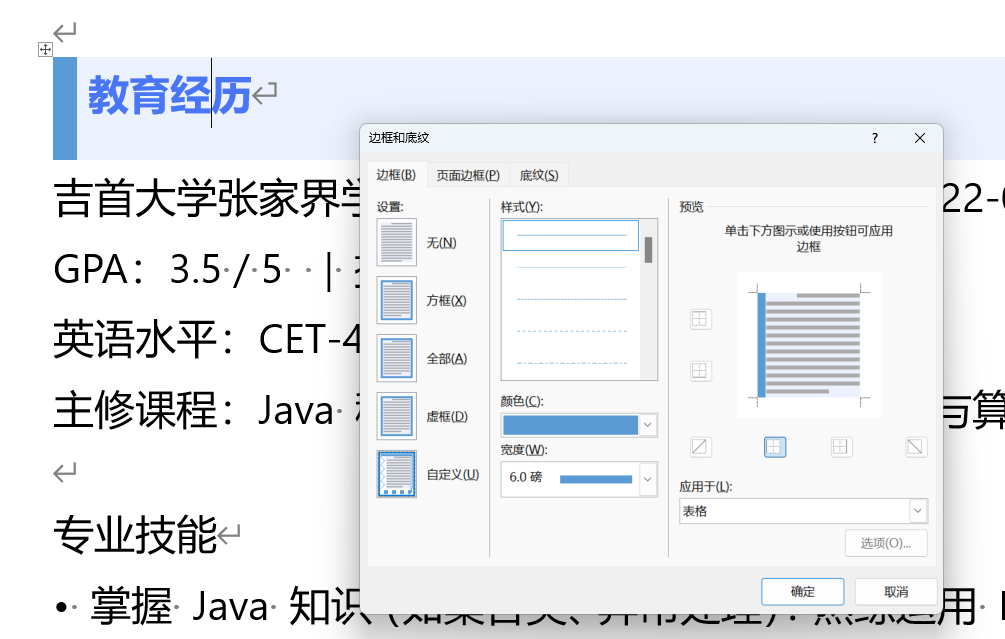 教育经历
边框和底纹
?
边框(B) 页面边框(P) 底纹(S)
设置:
无(N)
方框(X)
全部(A)
虚框(D)
自定义(U)
样式(Y):
颜色(C):
宽度(W):
6.0 磅
预览
单击下方图示或使用按钮可应用
边框
应用于(L):
表格
选项(O)...
确定 取消
吉首大学张家界学 22-
GPA：3.5 / 5 |
英语水平：CET-4
主修课程：Java 与算
专业技能
• 掌握 Java 知识 用